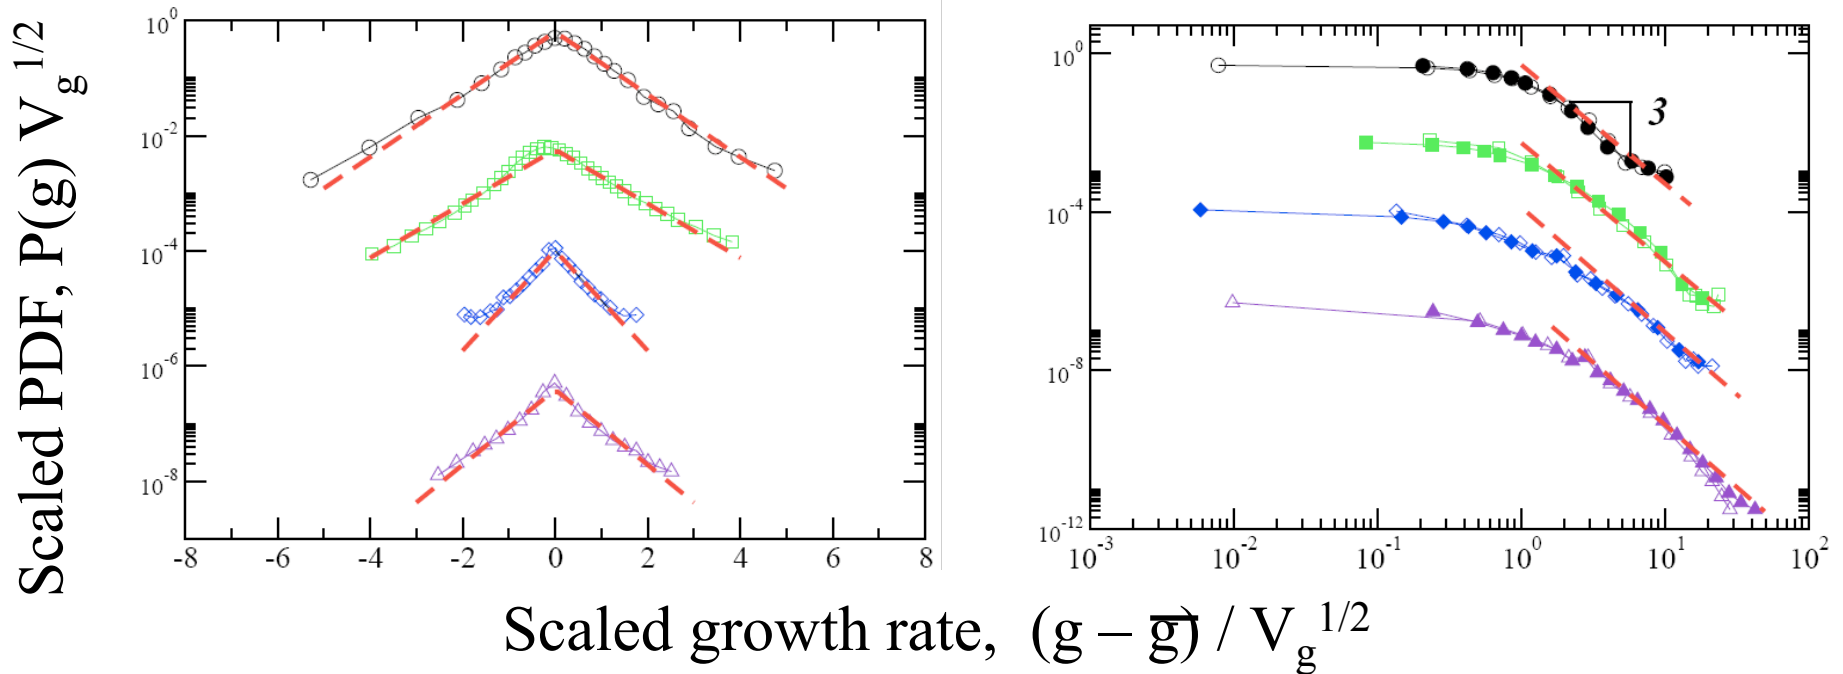 Scaled PDF, P(g) V_g^1/2
10^0
10^-2
10^-4
10^-6
10^-8
-8 -6 -4 -2 0 2 4 6 8
10^0
10^-4
10^-8
10^-12
3
10^-3 10^-2 10^-1 10^0 10^1 10^2
Scaled growth rate, (g – g̅) / V_g^1/2